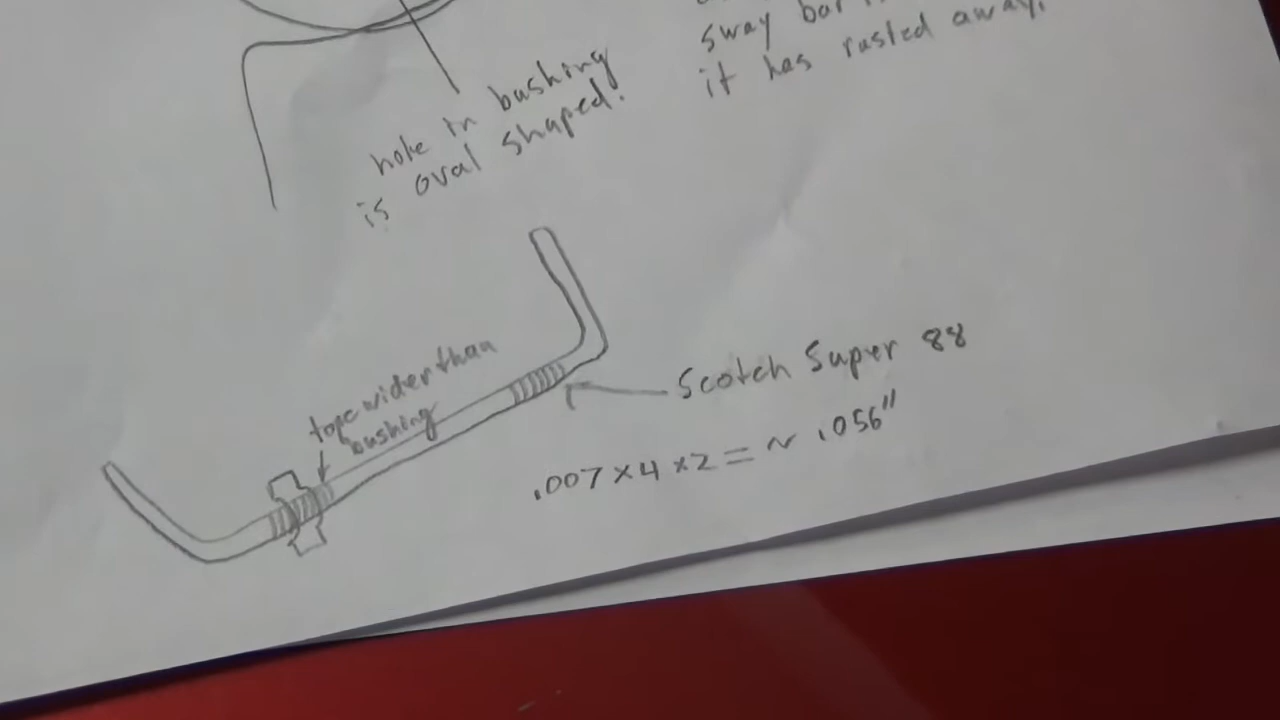 sway bar
it has rusted away.
hole in bushing
is oval shaped!
tape wider than
bushing
Scotch Super 88
.007 x 4 x 2 = ~ .056"